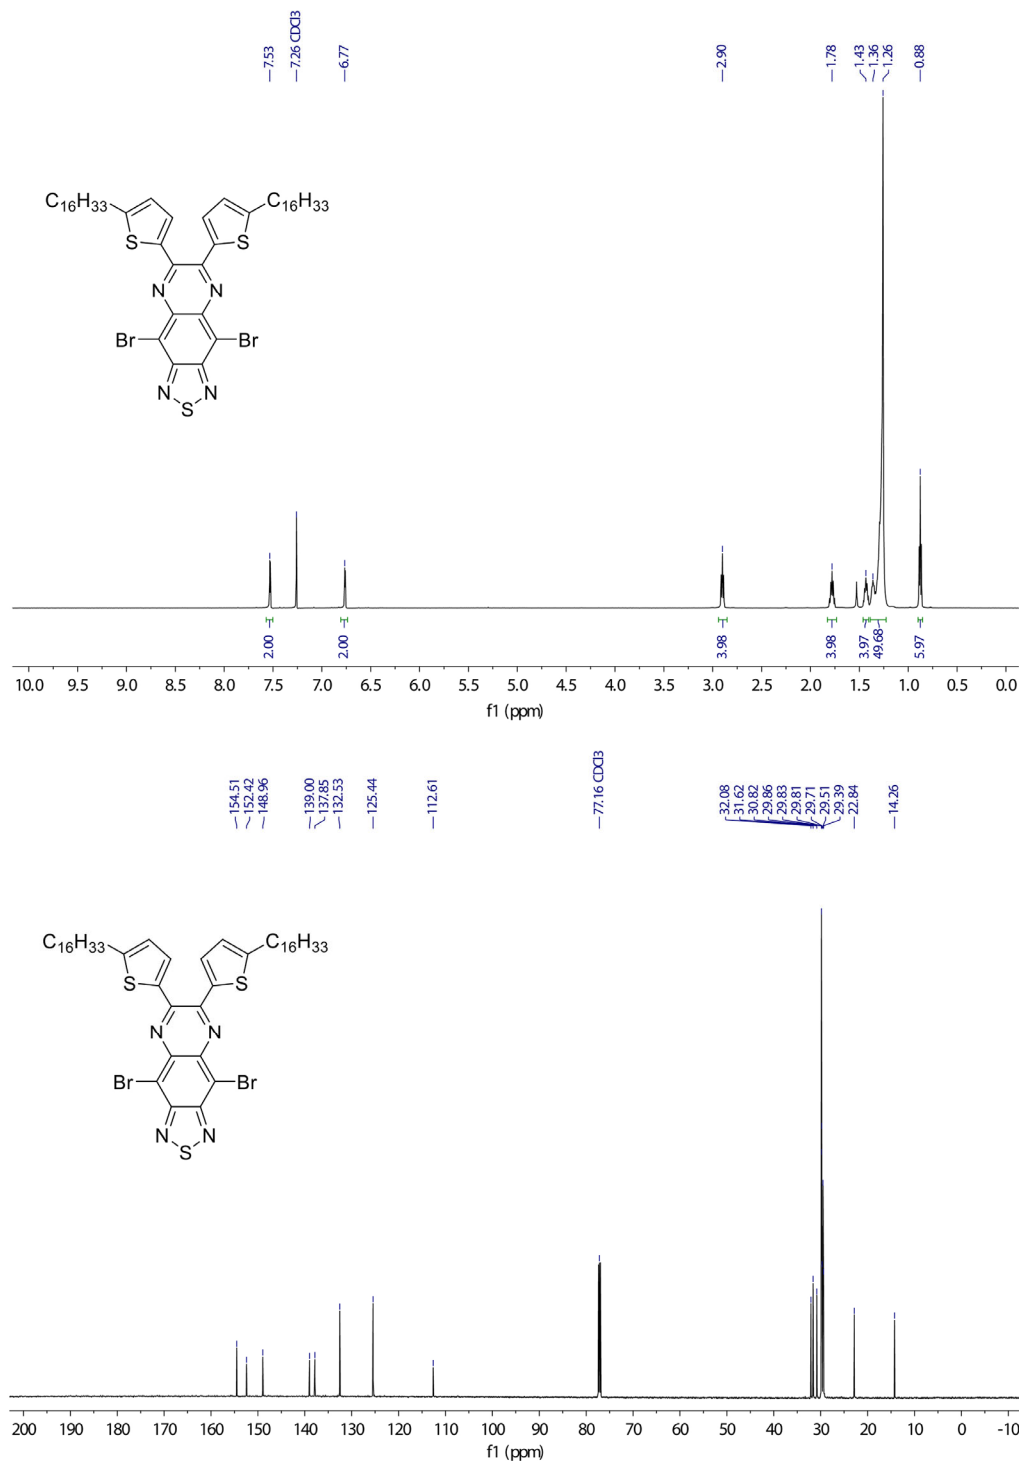 7.53
7.26 CDCl3
6.77
2.90
1.78
1.43
1.36
1.26
0.88
C16H33
C16H33
S
S
N
N
Br
Br
N
N
S
2.00
2.00
3.98
3.98
3.97
49.68
5.97
10.0 9.5 9.0 8.5 8.0 7.5 7.0 6.5 6.0 5.5 5.0 4.5 4.0 3.5 3.0 2.5 2.0 1.5 1.0 0.5 0.0
f1 (ppm)
154.51
152.42
148.96
139.00
137.85
132.53
125.44
112.61
77.16 CDCl3
32.08
31.62
30.82
29.86
29.83
29.81
29.71
29.51
29.39
22.84
14.26
C16H33
C16H33
S
S
N
N
Br
Br
N
N
S
200 190 180 170 160 150 140 130 120 110 100 90 80 70 60 50 40 30 20 10 0 -10
f1 (ppm)